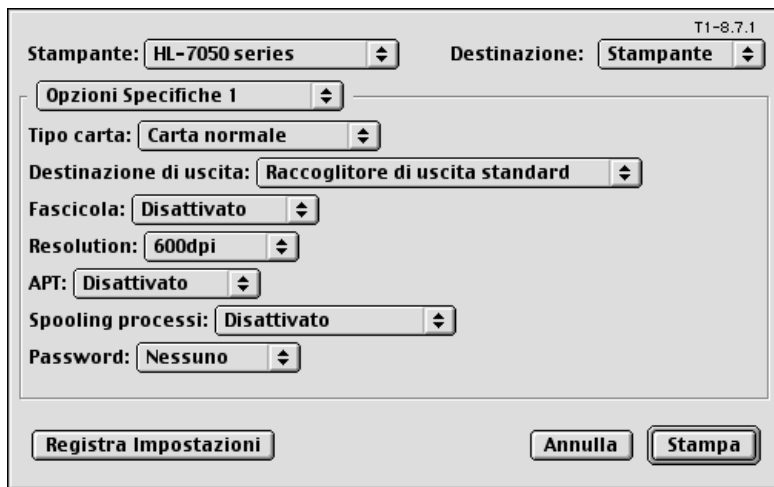 T1-8.7.1
Stampante: HL-7050 series Destinazione: Stampante
Opzioni Specifiche 1
Tipo carta: Carta normale
Destinazione di uscita: Raccoglitore di uscita standard
Fascicola: Disattivato
Resolution: 600dpi
APT: Disattivato
Spooling processi: Disattivato
Password: Nessuno
Registra Impostazioni Annulla Stampa